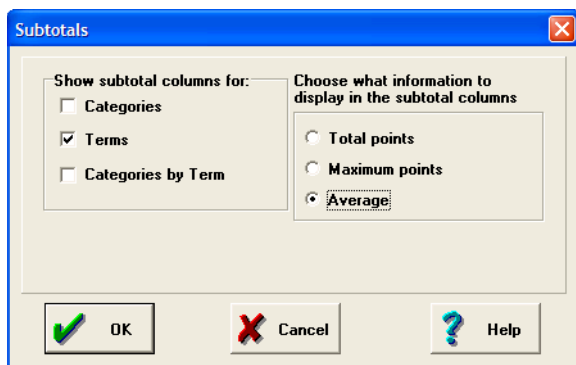 Subtotals
Show subtotal columns for:
Categories
Terms
Categories by Term
Choose what information to
display in the subtotal columns
Total points
Maximum points
Average
OK
Cancel
Help